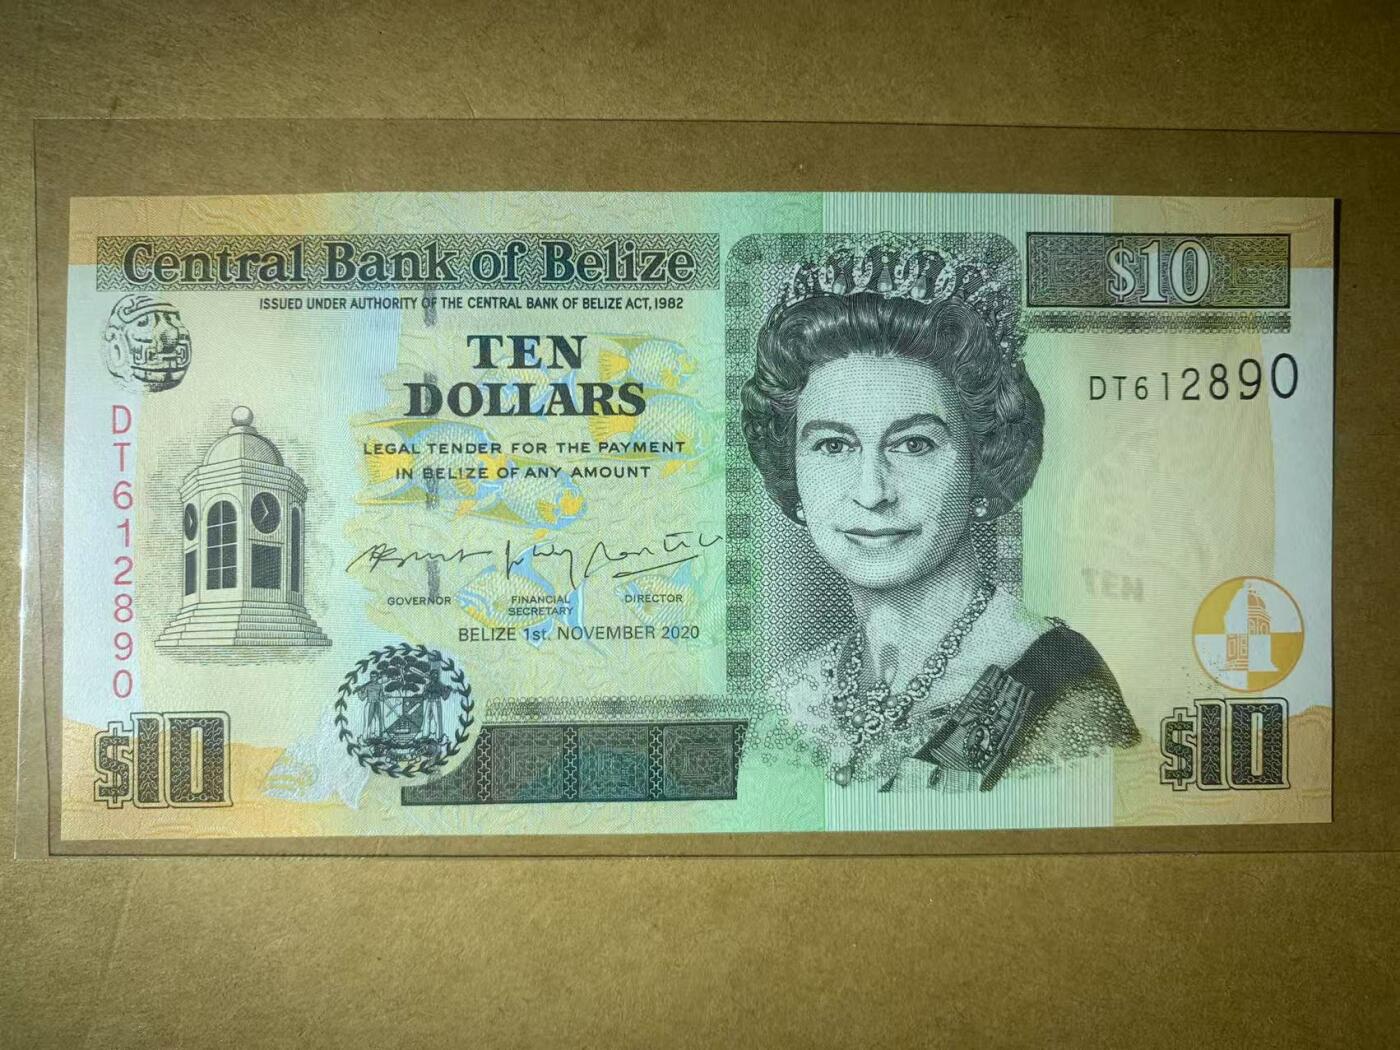 Central Bank of Belize
ISSUED UNDER AUTHORITY OF THE CENTRAL BANK OF BELIZE ACT, 1982
$10
TEN
DOLLARS
DT612890
LEGAL TENDER FOR THE PAYMENT
IN BELIZE OF ANY AMOUNT
DT612890
GOVERNOR
FINANCIAL
SECRETARY
DIRECTOR
BELIZE 1st. NOVEMBER 2020
TEN
$10
$10